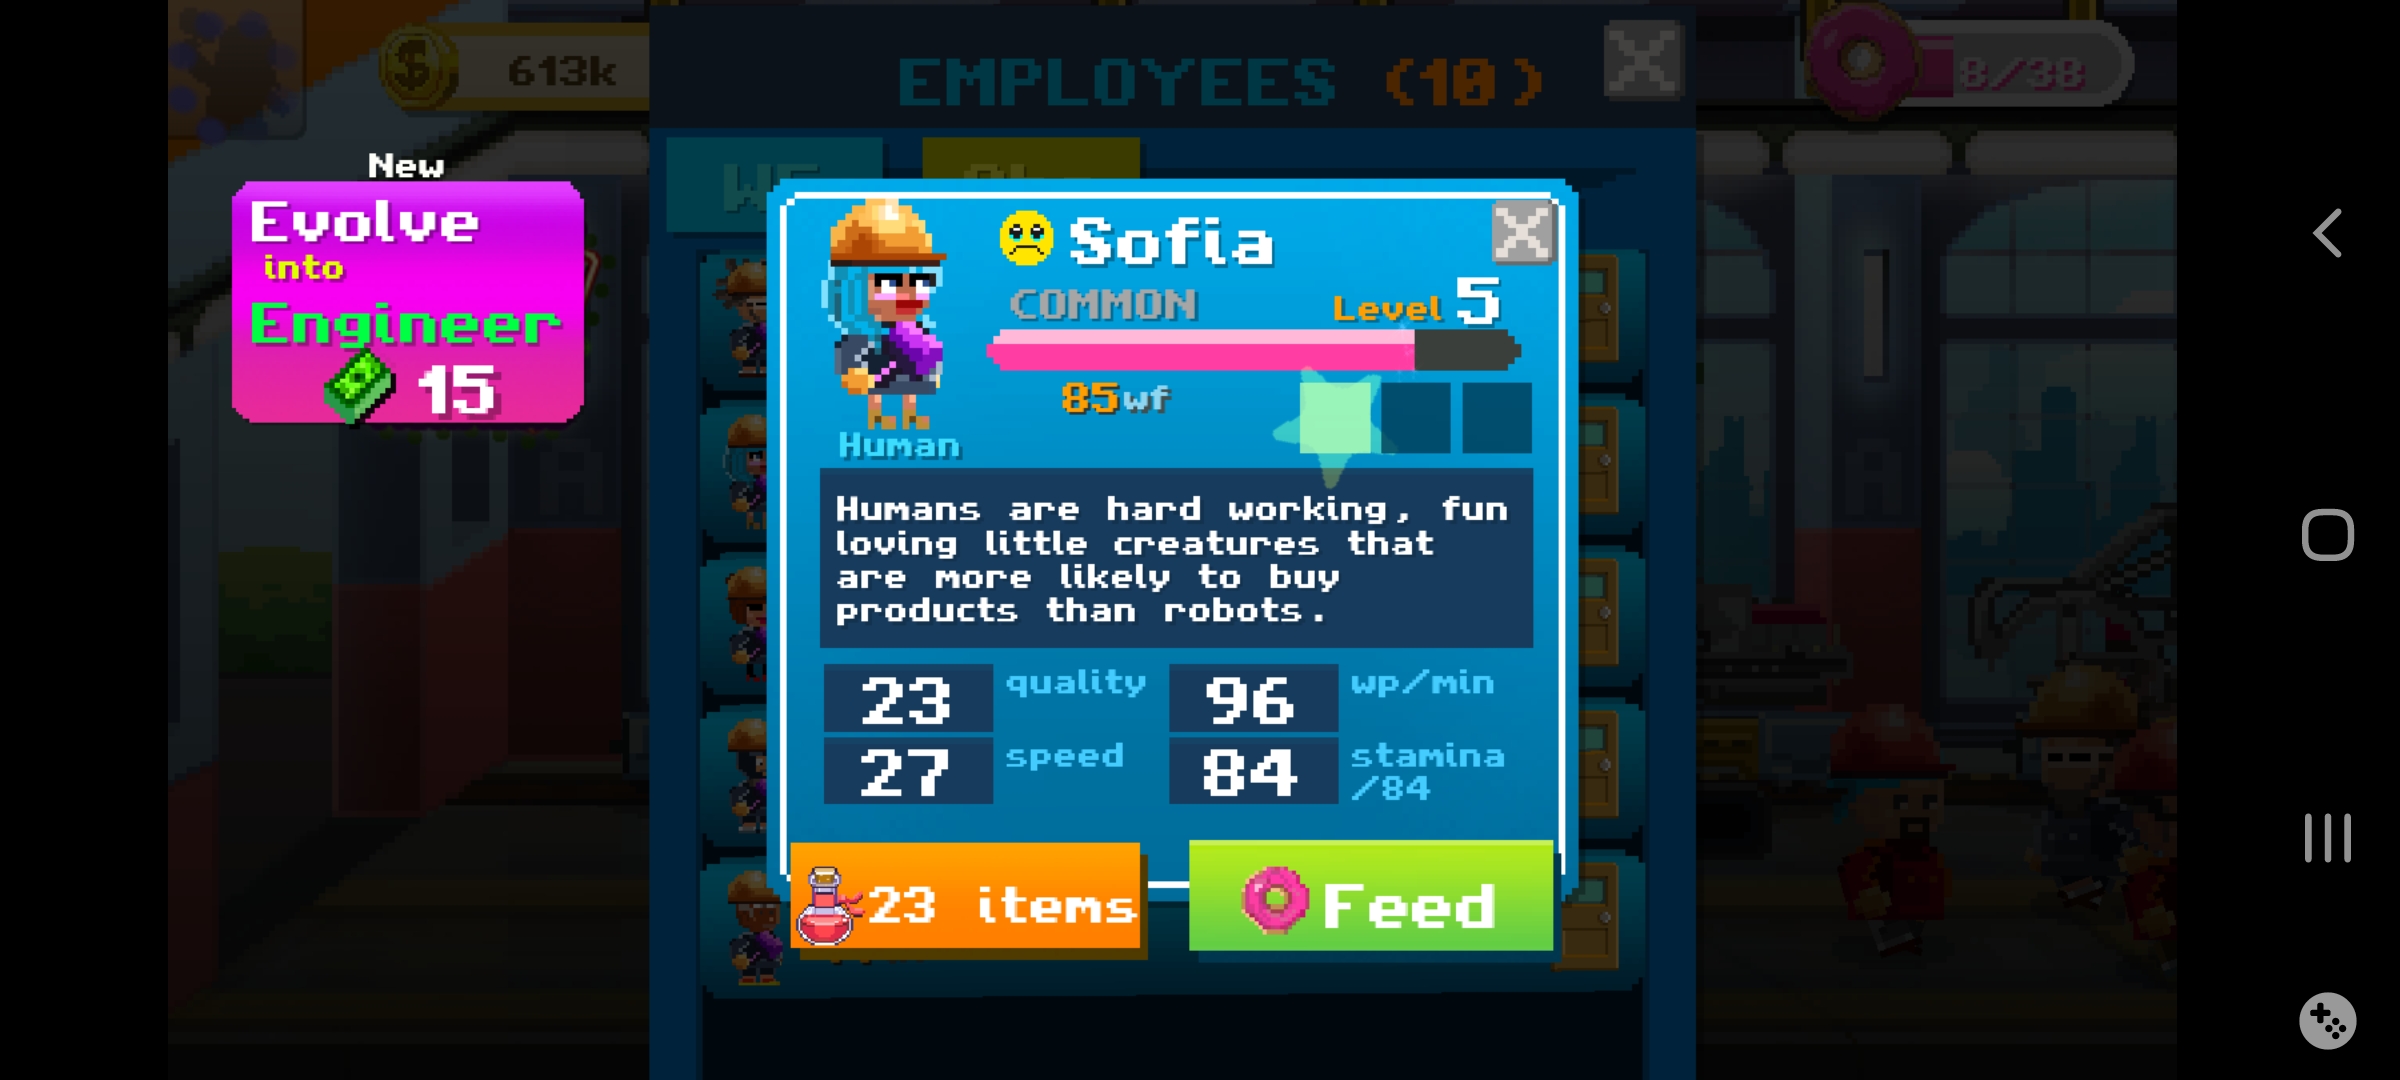 613k
EMPLOYEES (10)
8/38
New
Evolve
into
Engineer
15
Sofia
COMMON
Level 5
85wf
Human
Humans are hard working, fun
loving little creatures that
are more likely to buy
products than robots.
23 quality
96 wp/min
27 speed
84 stamina
/84
23 items
Feed